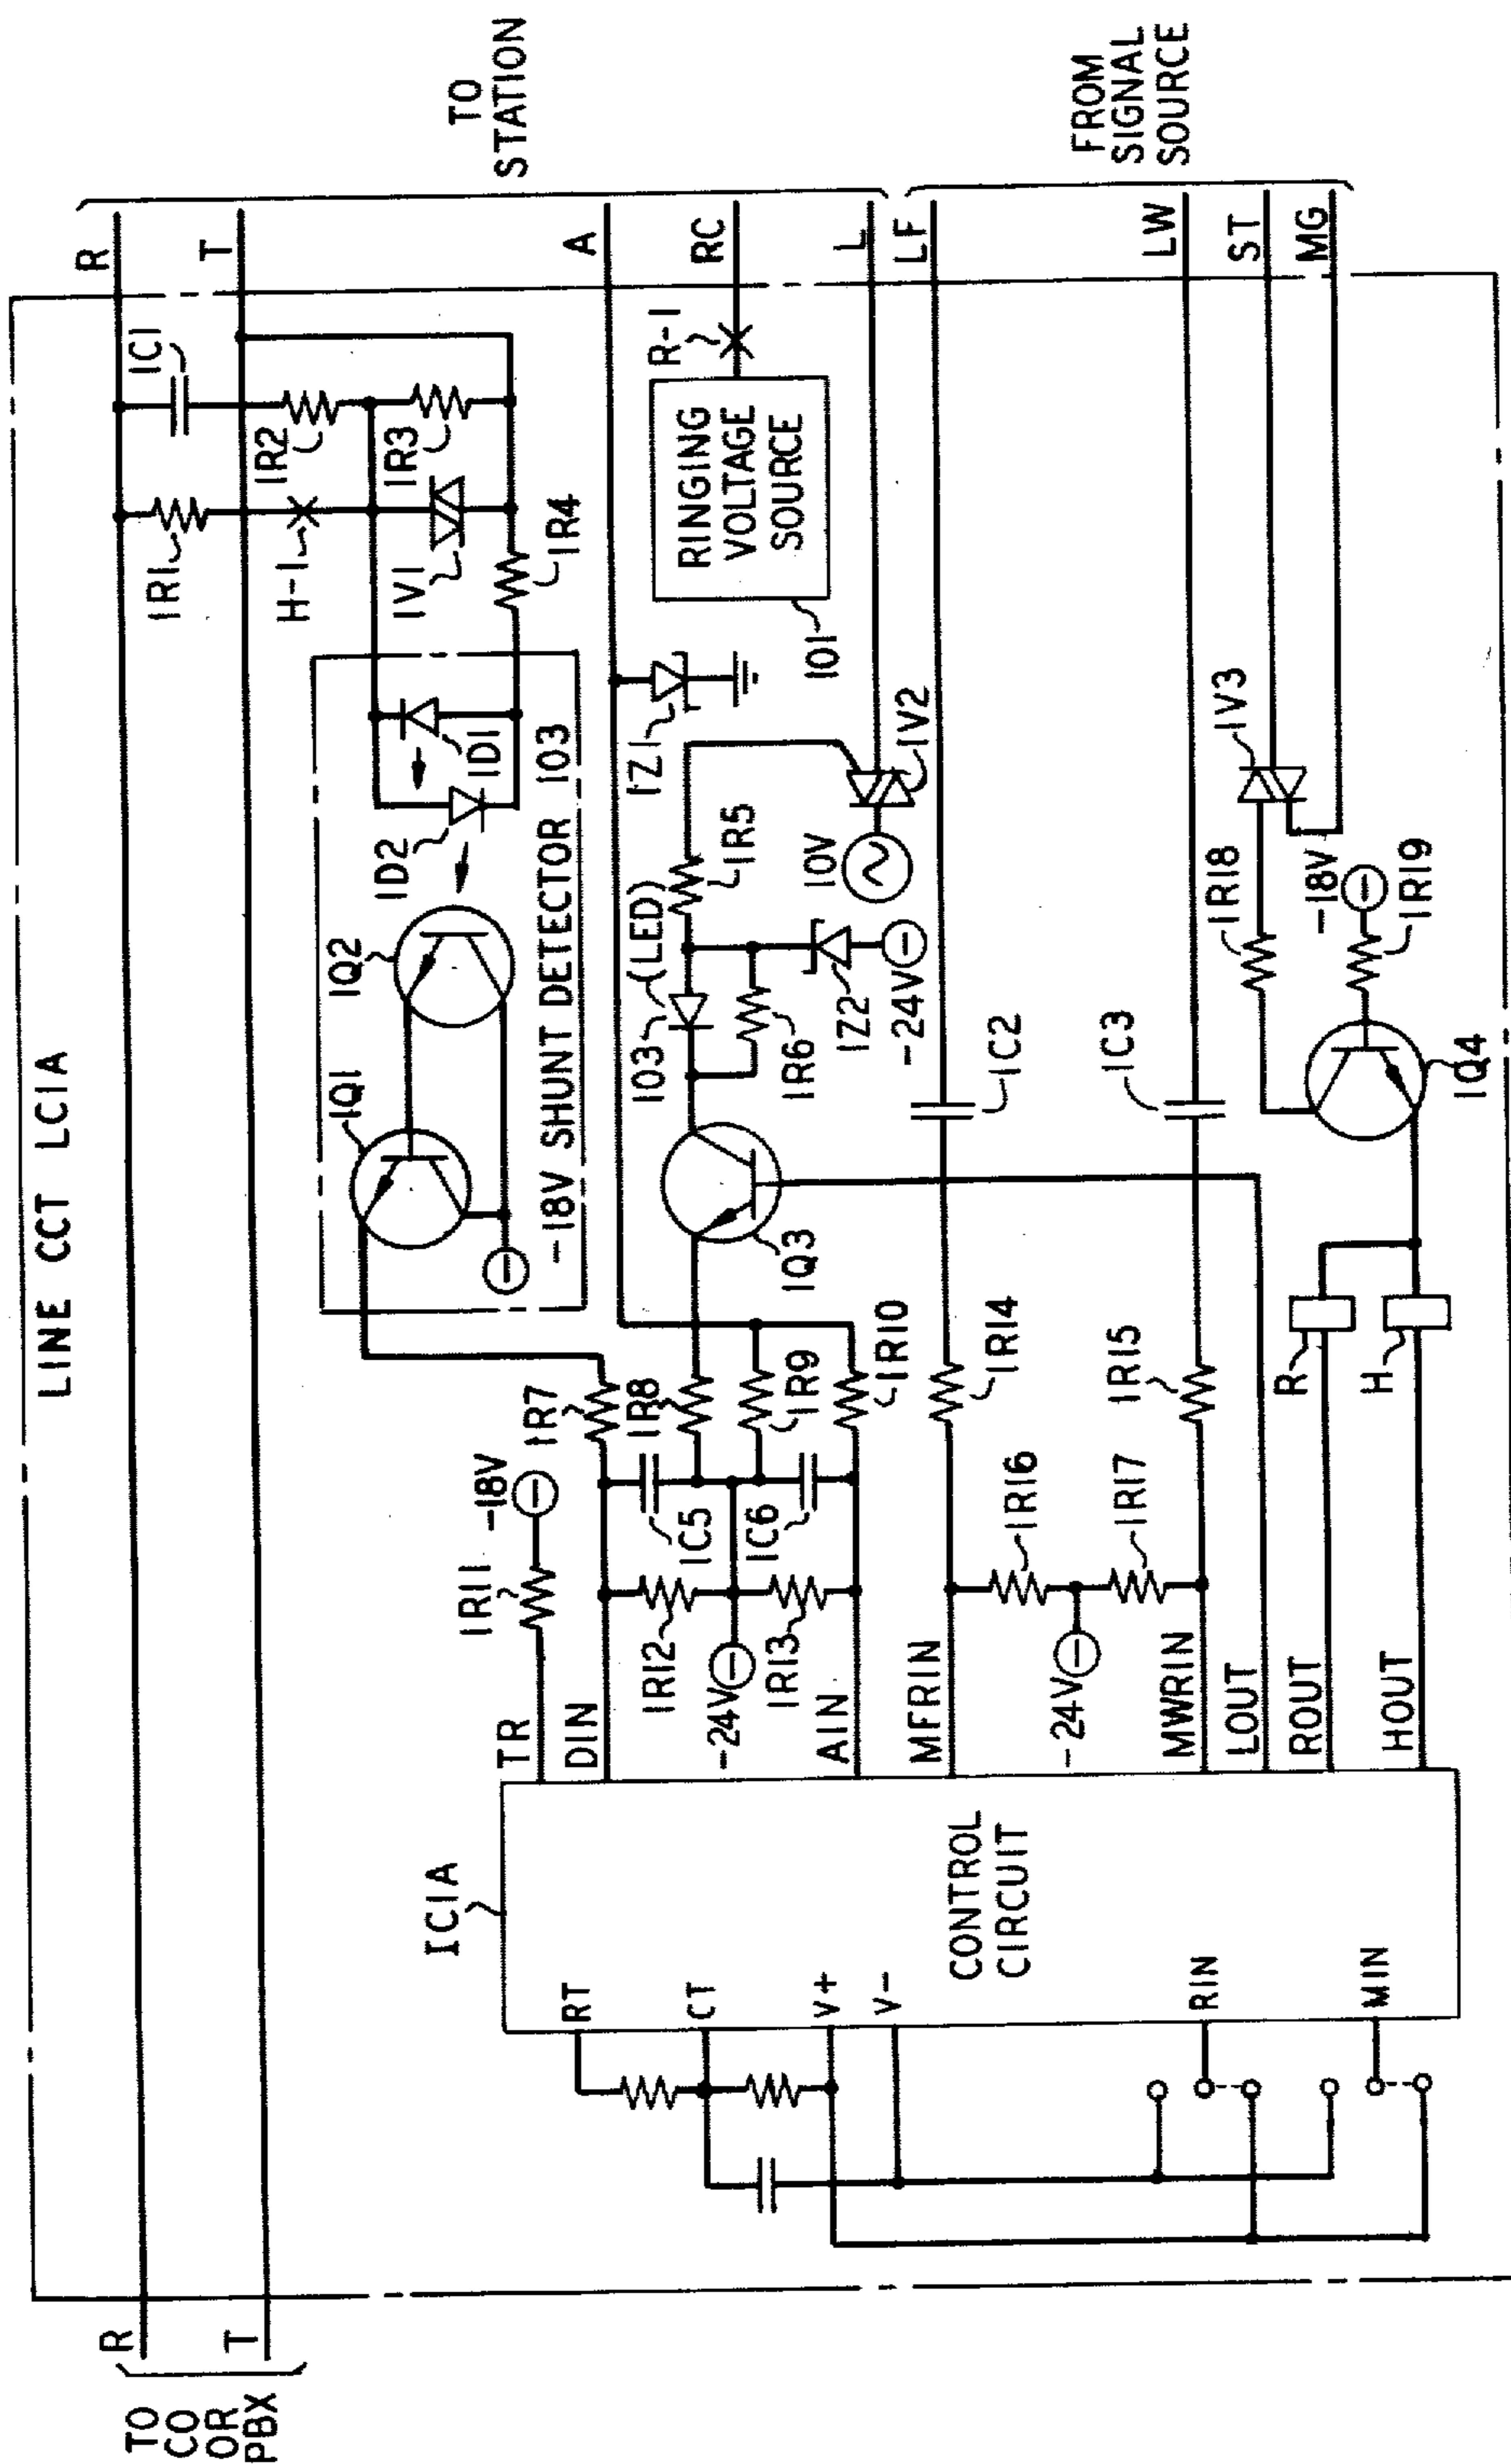 LINE CCT LC1A
TO
CO
OR
PBX
R
T
R
T
TO
STATION
A
RC
L
LF
LW
ST
MG
FROM
SIGNAL
SOURCE
1C1
1R1
1R2
H-1
1R3
1V1
1R4
1Q1
1Q2
1D2
1D1
-18V SHUNT DETECTOR 103
R-1
RINGING
VOLTAGE
SOURCE
101
1Z1
103
(LED)
1R5
1R6
1Z2
-24V
10V
1V2
1Q3
1C2
1C3
1V3
1R18
-18V
1R19
1Q4
R
H
1R7
1R8
1R9
1R10
1R11
-18V
1C5
1C6
1R12
-24V
1R13
1R14
1R15
1R16
-24V
1R17
TR
DIN
AIN
MFRIN
MWRIN
LOUT
ROUT
HOUT
IC1A
CONTROL
CIRCUIT
RT
CT
V+
V-
RIN
MIN